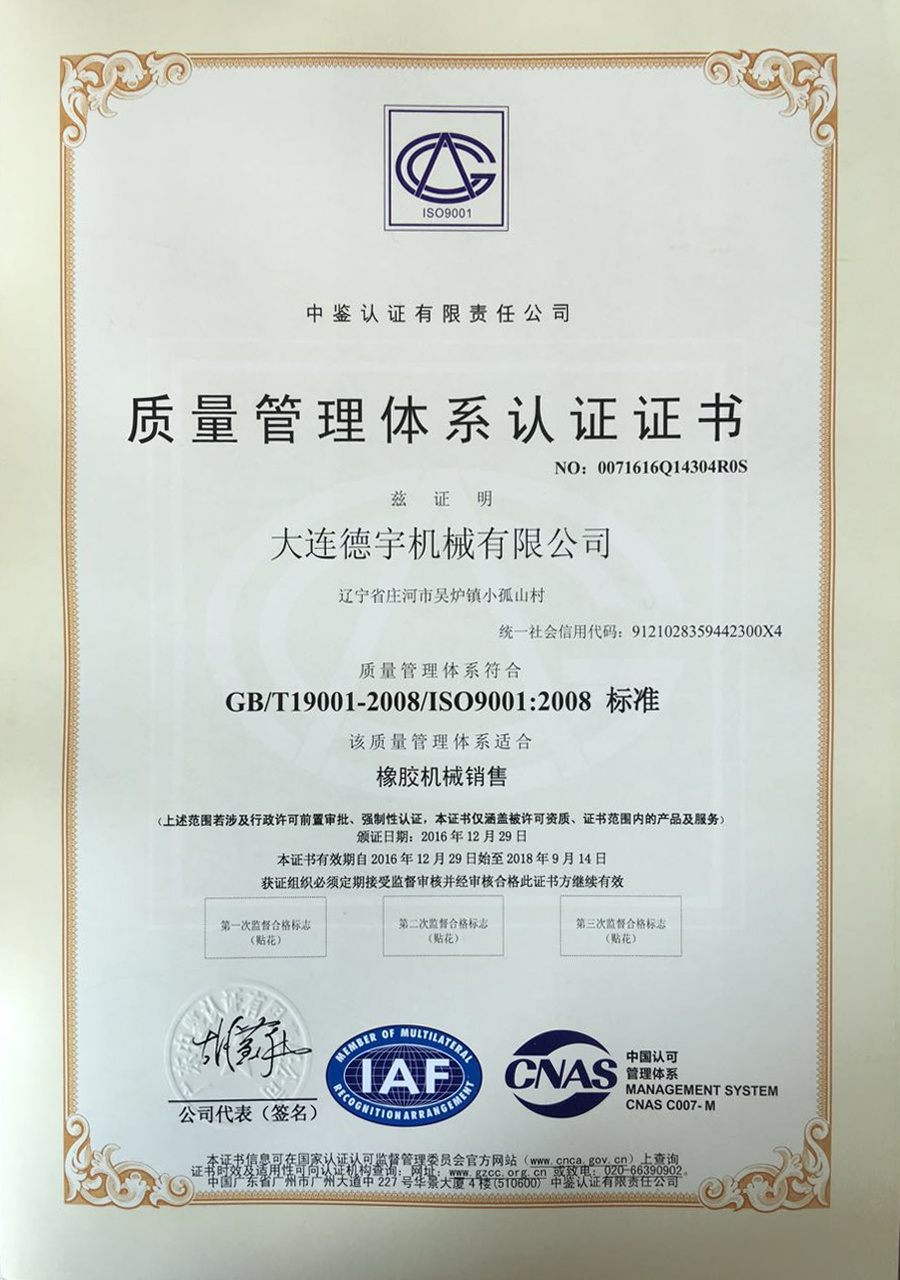 ISO9001
中鉴认证有限责任公司
质量管理体系认证证书
NO：0071616Q14304R0S
兹证明
大连德宇机械有限公司
辽宁省庄河市吴炉镇小孤山村
统一社会信用代码：9121028359442300X4
质量管理体系符合
GB/T19001-2008/ISO9001:2008 标准
该质量管理体系适合
橡胶机械销售
（上述范围若涉及行政许可前置审批、强制性认证，本证书仅涵盖被许可资质、证书范围内的产品及服务）
颁证日期：2016 年 12 月 29 日
本证书有效期自 2016 年 12 月 29 日始至 2018 年 9 月 14 日
获证组织必须定期接受监督审核并经审核合格此证书方继续有效
第一次监督合格标志
（贴花）
第二次监督合格标志
（贴花）
第三次监督合格标志
（贴花）
公司代表（签名）
MEMBER OF MULTILATERAL
IAF
RECOGNITION ARRANGEMENT
CNAS
中国认可
管理体系
MANAGEMENT SYSTEM
CNAS C007-M
本证书信息可在国家认证认可监督管理委员会官方网站（www.cnca.gov.cn）上查询
证书时效及适用性可向认证机构查询：网址：www.gzcc.org.cn 或致电：020-66390902。
中国广东省广州市广州大道中 227 号华景大厦 4 楼(510600) 中鉴认证有限责任公司